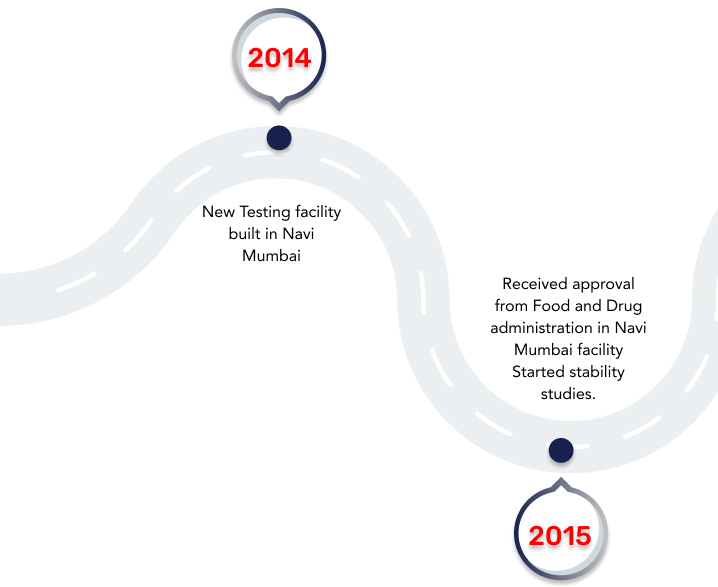 2014
New Testing facility
built in Navi
Mumbai
Received approval
from Food and Drug
administration in Navi
Mumbai facility
Started stability
studies.
2015